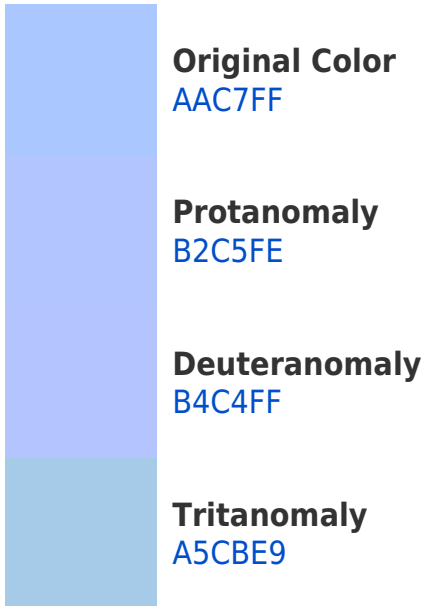 Original Color
AAC7FF
Protanomaly
B2C5FE
Deuteranomaly
B4C4FF
Tritanomaly
A5CBE9